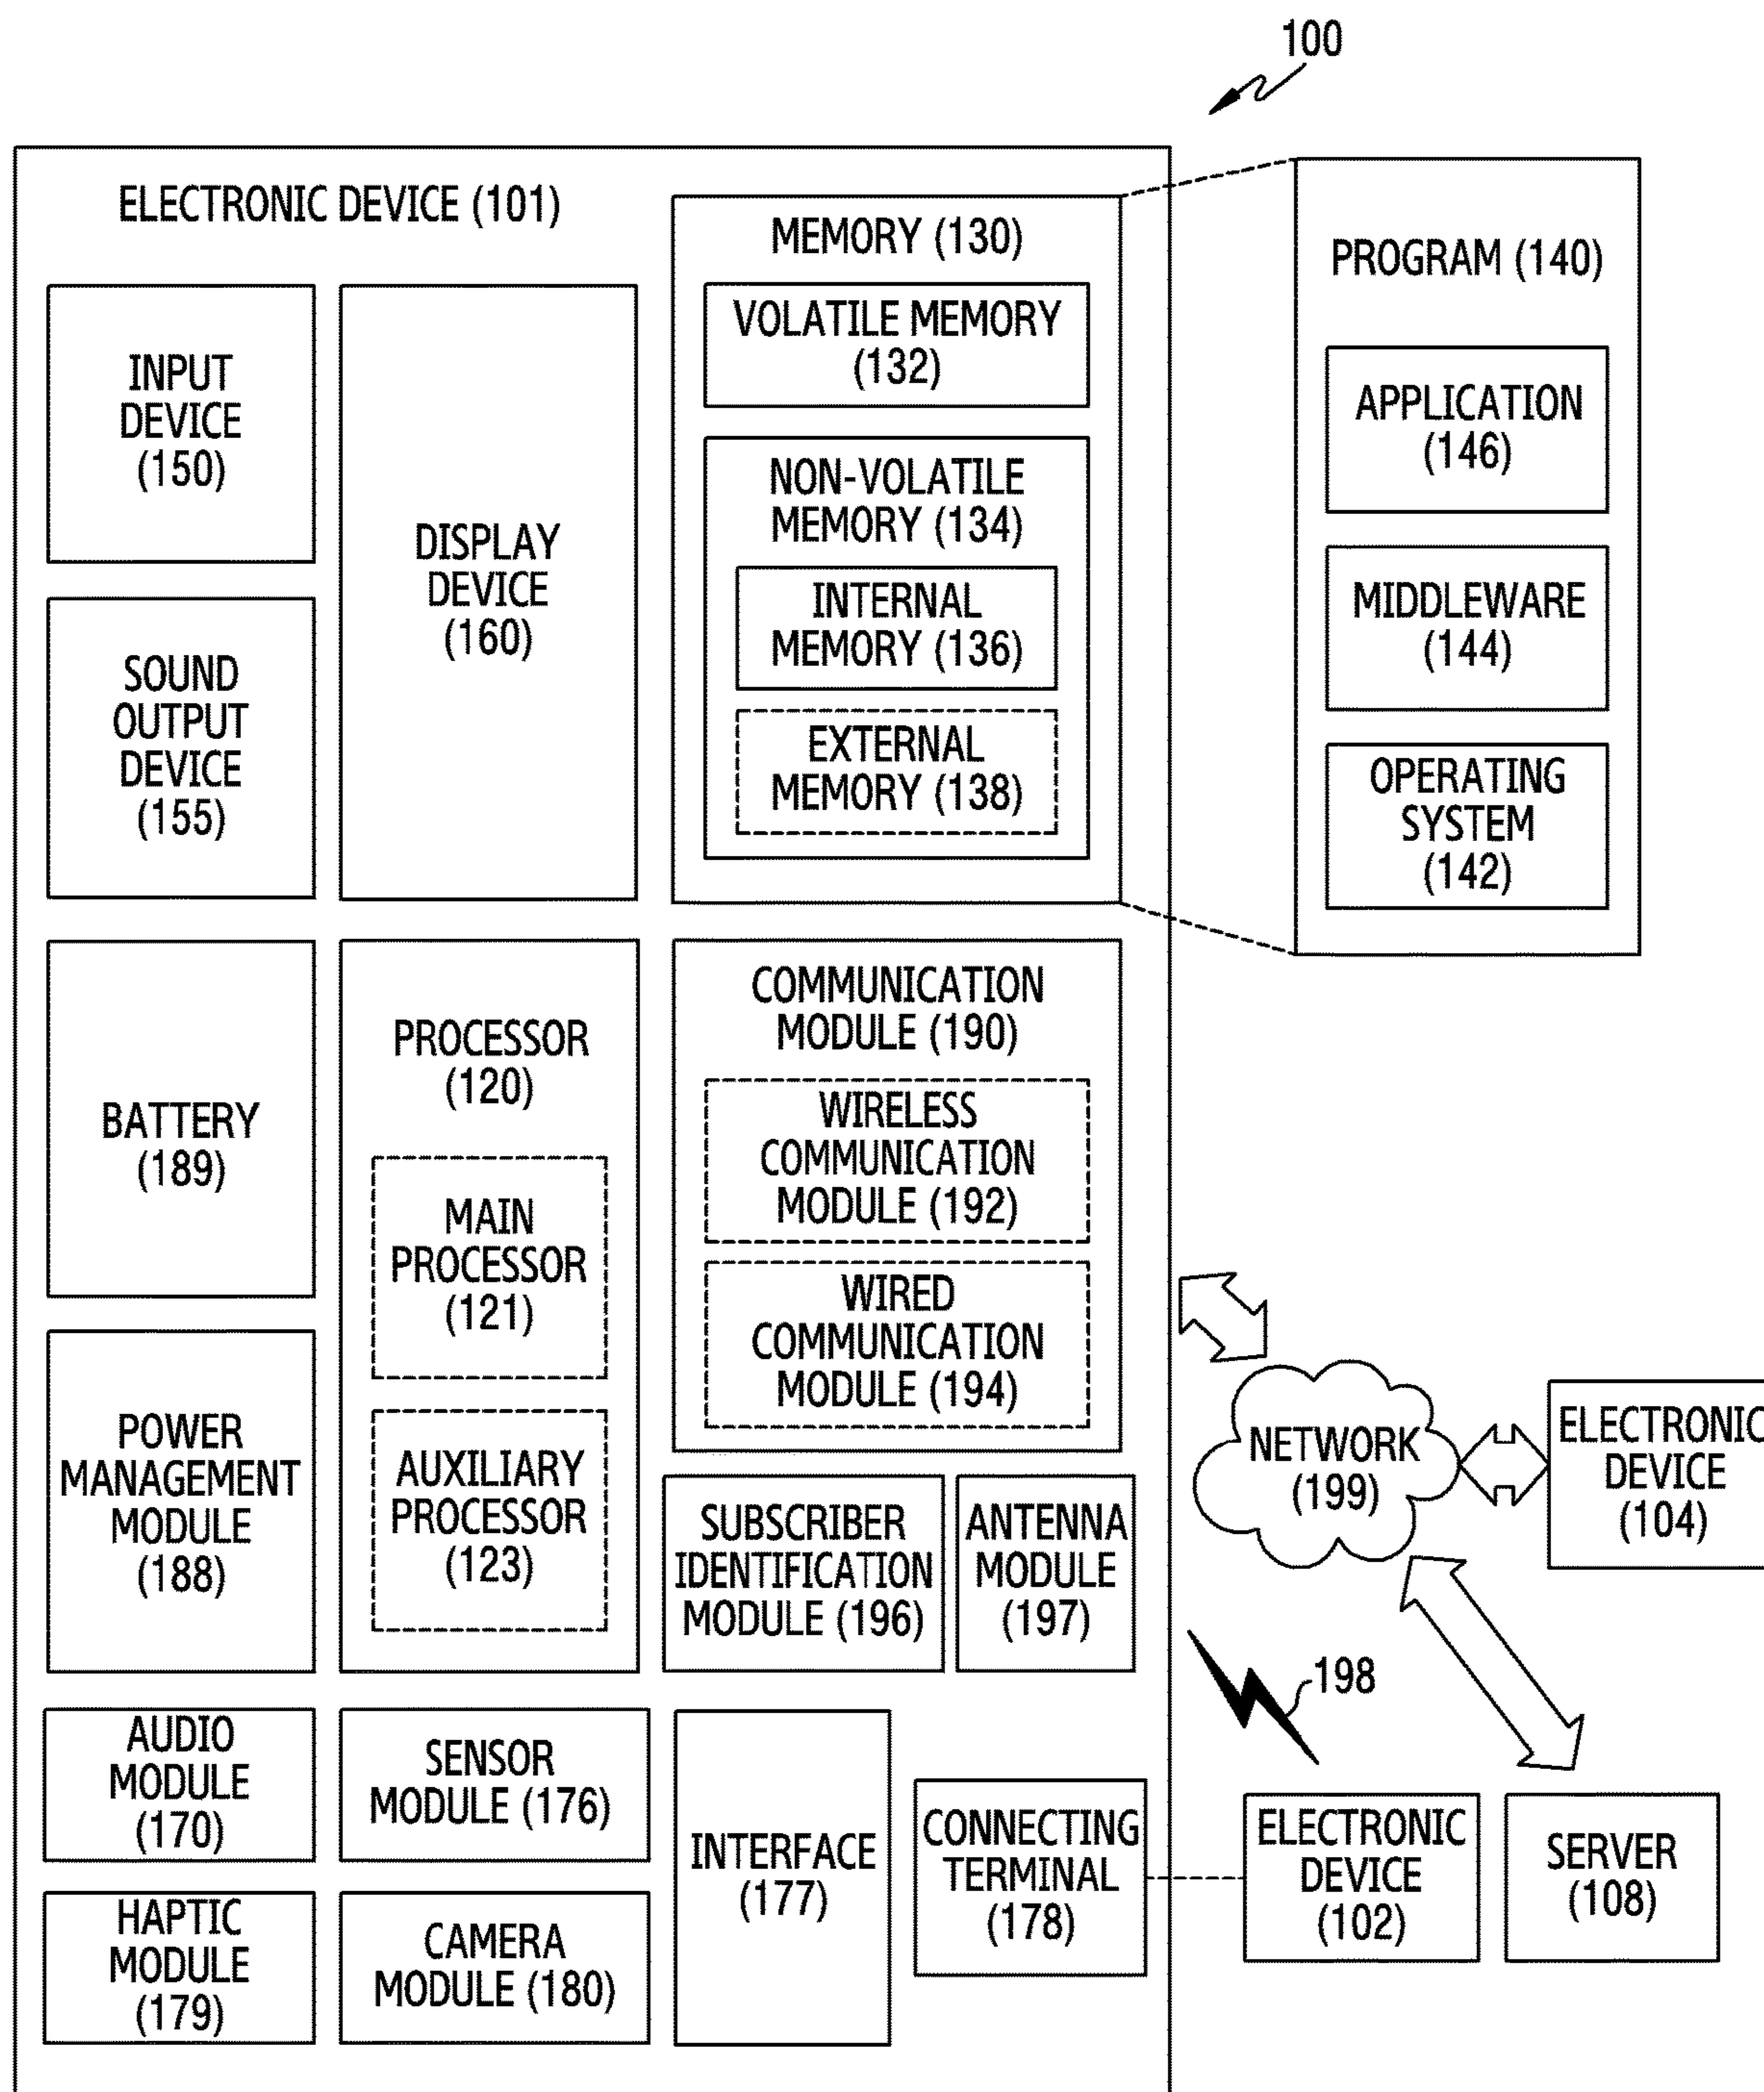 100
ELECTRONIC DEVICE (101)
INPUT
DEVICE
(150)
SOUND
OUTPUT
DEVICE
(155)
DISPLAY
DEVICE
(160)
MEMORY (130)
VOLATILE MEMORY
(132)
NON-VOLATILE
MEMORY (134)
INTERNAL
MEMORY (136)
EXTERNAL
MEMORY (138)
PROGRAM (140)
APPLICATION
(146)
MIDDLEWARE
(144)
OPERATING
SYSTEM
(142)
BATTERY
(189)
POWER
MANAGEMENT
MODULE
(188)
PROCESSOR
(120)
MAIN
PROCESSOR
(121)
AUXILIARY
PROCESSOR
(123)
COMMUNICATION
MODULE (190)
WIRELESS
COMMUNICATION
MODULE (192)
WIRED
COMMUNICATION
MODULE (194)
SUBSCRIBER
IDENTIFICATION
MODULE (196)
ANTENNA
MODULE
(197)
NETWORK
(199)
ELECTRONIC
DEVICE
(104)
198
AUDIO
MODULE
(170)
SENSOR
MODULE (176)
HAPTIC
MODULE
(179)
CAMERA
MODULE (180)
INTERFACE
(177)
CONNECTING
TERMINAL
(178)
ELECTRONIC
DEVICE
(102)
SERVER
(108)